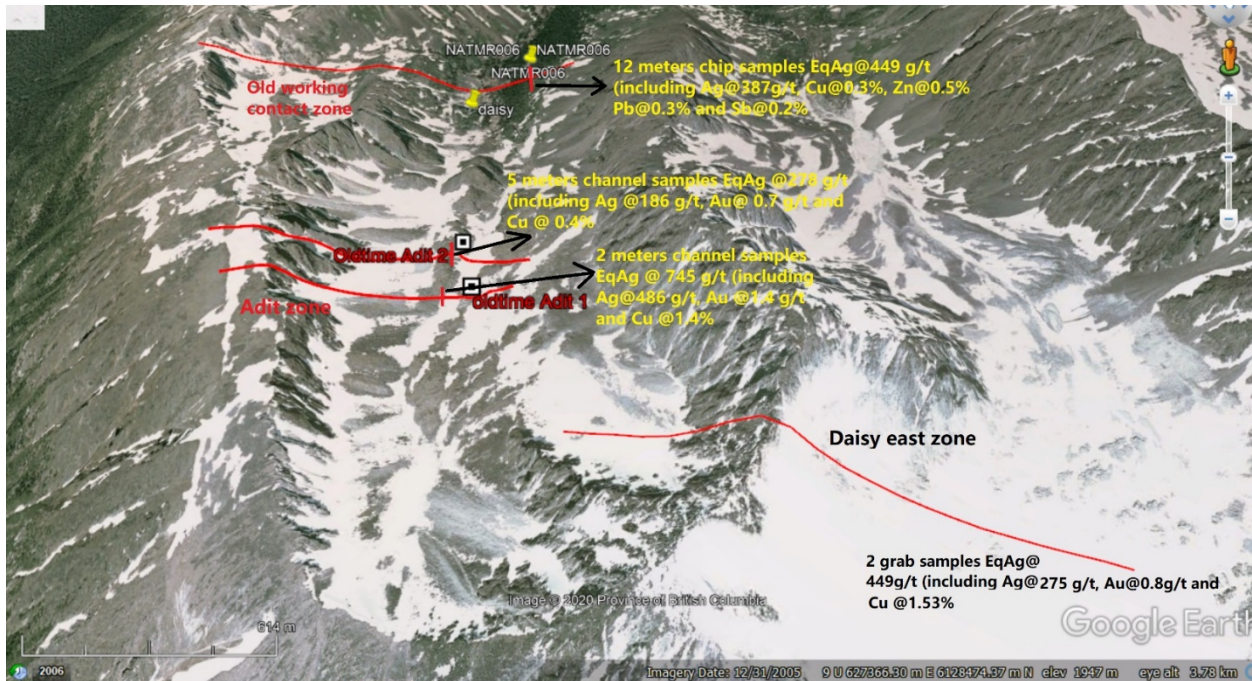 NATMR006
NATMR006
NATMR006
daisy
Old working
contact zone
12 meters chip samples EqAg@449 g/t
(including Ag@387g/t, Cu@0.3%, Zn@0.5%
Pb@0.3% and Sb@0.2%
5 meters channel samples EqAg @278 g/t
(including Ag @186 g/t, Au@ 0.7 g/t and
Cu @ 0.4%
Oldtime Adit 2
2 meters channel samples
EqAg @ 745 g/t (including
Ag@486 g/t, Au @1.4 g/t
and Cu @1.4%
oldtime Adit 1
Adit zone
Daisy east zone
2 grab samples EqAg@
449g/t (including Ag@275 g/t, Au@0.8g/t and
Cu @1.53%
Image © 2020 Province of British Columbia
Google Earth
614 m
2006
Imagery Date: 12/31/2005 9 U 627366.30 m E 6128474.37 m N elev 1947 m eye alt 3.78 km